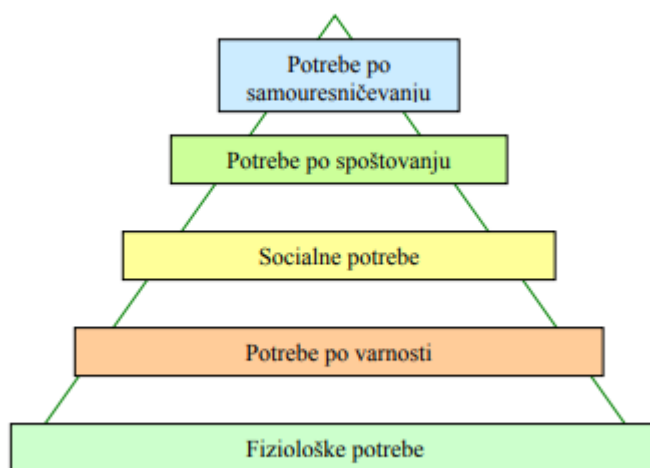 Potrebe po
samouresničevanju
Potrebe po spoštovanju
Socialne potrebe
Potrebe po varnosti
Fiziološke potrebe